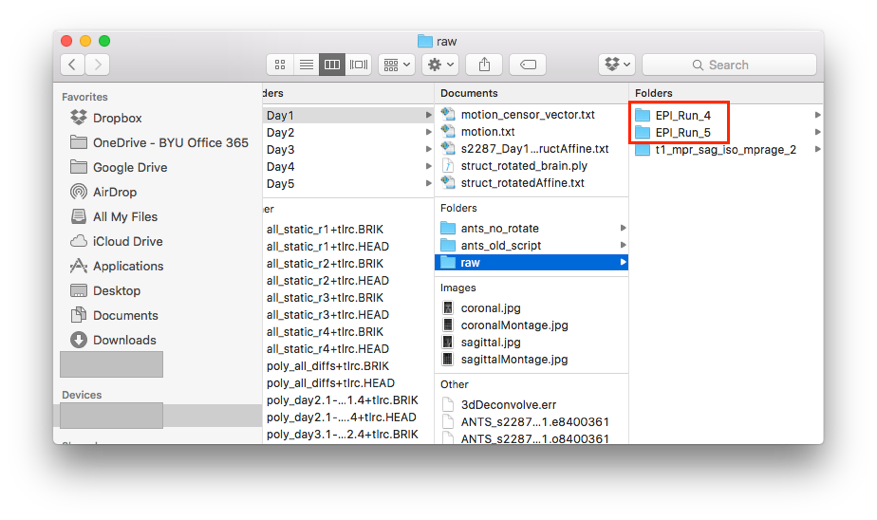 raw
Search
Favorites
Dropbox
OneDrive - BYU Office 365
Google Drive
AirDrop
All My Files
iCloud Drive
Applications
Desktop
Documents
Downloads
Devices
ders
Day1
Day2
Day3
Day4
Day5
ner
all_static_r1+tlrc.BRIK
all_static_r1+tlrc.HEAD
all_static_r2+tlrc.BRIK
all_static_r2+tlrc.HEAD
all_static_r3+tlrc.BRIK
all_static_r3+tlrc.HEAD
all_static_r4+tlrc.BRIK
all_static_r4+tlrc.HEAD
poly_all_diffs+tlrc.BRIK
poly_all_diffs+tlrc.HEAD
poly_day2.1-...1.4+tlrc.BRIK
poly_day2.1-....4+tlrc.HEAD
poly_day3.1-...2.4+tlrc.BRIK
Documents
motion_censor_vector.txt
motion.txt
s2287_Day1...ructAffine.txt
struct_rotated_brain.ply
struct_rotatedAffine.txt
Folders
ants_no_rotate
ants_old_script
raw
Images
coronal.jpg
coronalMontage.jpg
sagittal.jpg
sagittalMontage.jpg
Other
3dDeconvolve.err
ANTS_s2287...1.e8400361
ANTS_s2287...1.o8400361
Folders
EPI_Run_4
EPI_Run_5
t1_mpr_sag_iso_mprage_2